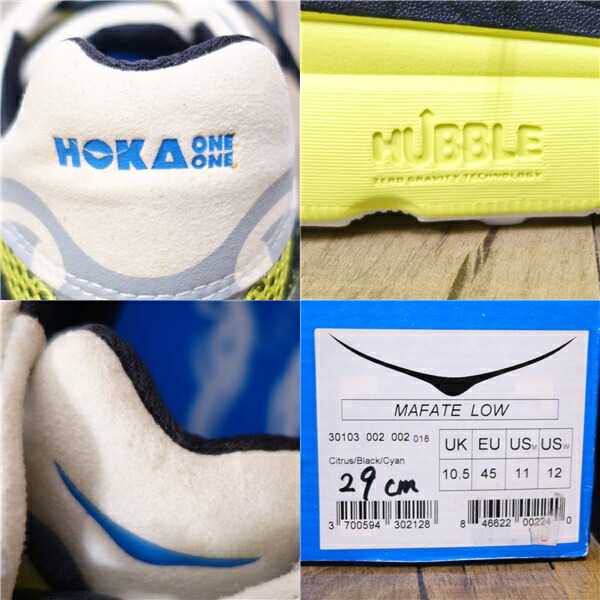 HOKA ONE ONE
HUBBLE
ZERO GRAVITY TECHNOLOGY
MAFATE LOW
30103 002 002 018
Citrus/Black/Cyan
UK EU USM USW
10.5 45 11 12
29 cm
3 700594 302128
8 46622 00224 0